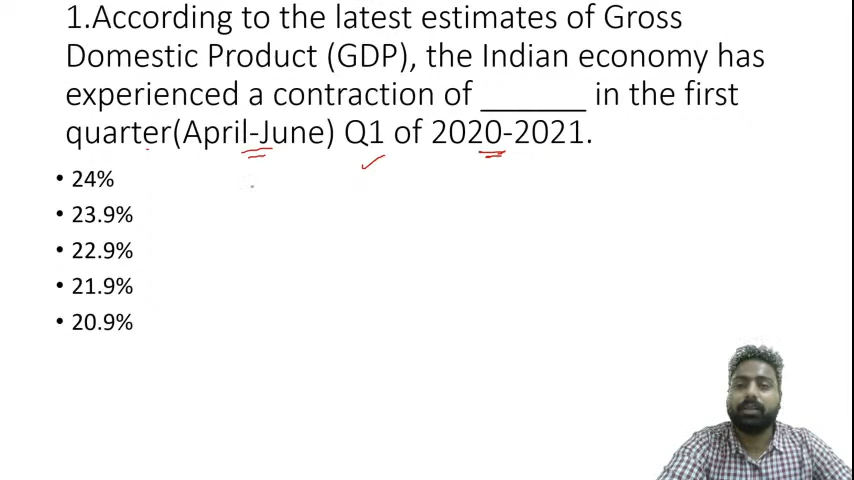 1.According to the latest estimates of Gross
Domestic Product (GDP), the Indian economy has
experienced a contraction of ______ in the first
quarter(April-June) Q1 of 2020-2021.
• 24%
• 23.9%
• 22.9%
• 21.9%
• 20.9%